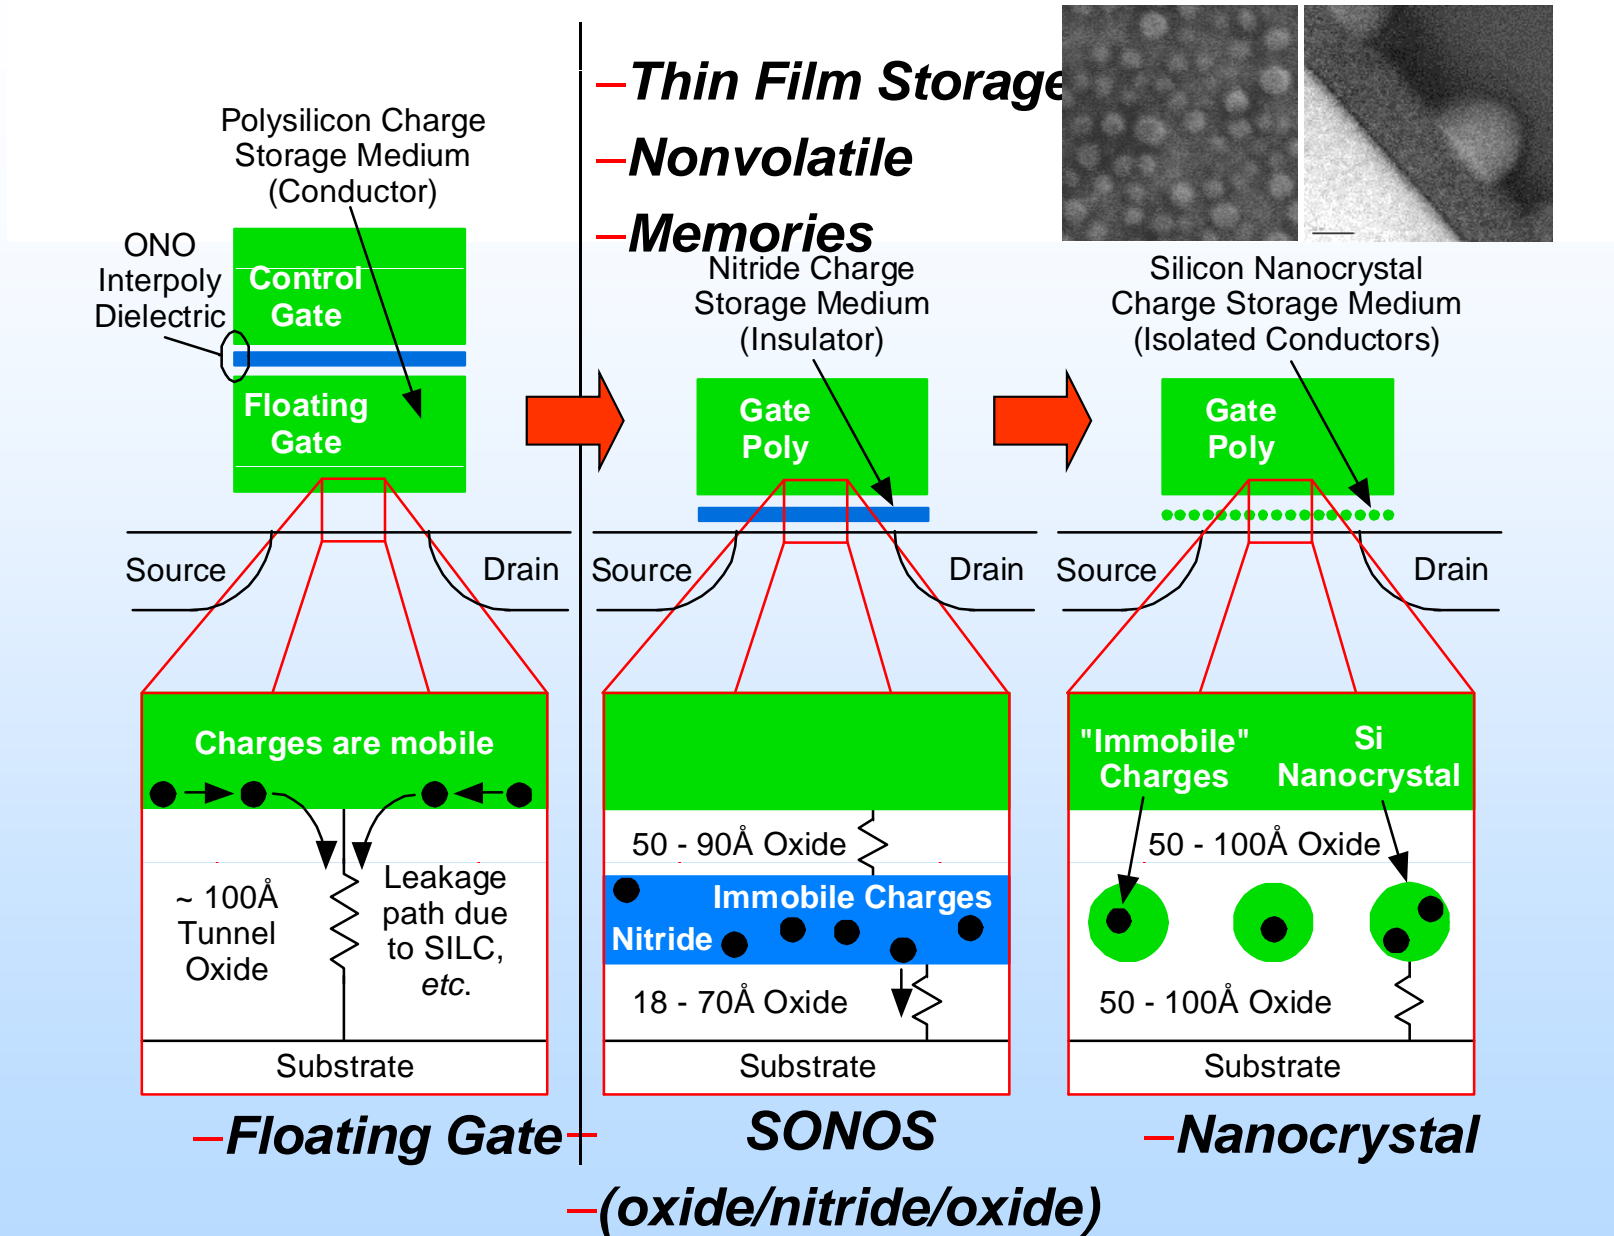 –Thin Film Storage
–Nonvolatile
–Memories
Polysilicon Charge
Storage Medium
(Conductor)
ONO
Interpoly
Dielectric
Control
Gate
Floating
Gate
Source
Drain
Nitride Charge
Storage Medium
(Insulator)
Gate
Poly
Source
Drain
Silicon Nanocrystal
Charge Storage Medium
(Isolated Conductors)
Gate
Poly
Source
Drain
Charges are mobile
~ 100Å
Tunnel
Oxide
Leakage
path due
to SILC,
etc.
Substrate
50 - 90Å Oxide
Immobile Charges
Nitride
18 - 70Å Oxide
Substrate
"Immobile"
Charges
Si
Nanocrystal
50 - 100Å Oxide
50 - 100Å Oxide
Substrate
–Floating Gate
– SONOS
–(oxide/nitride/oxide)
–Nanocrystal